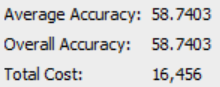 Average Accuracy: 58.7403
Overall Accuracy: 58.7403
Total Cost: 16,456